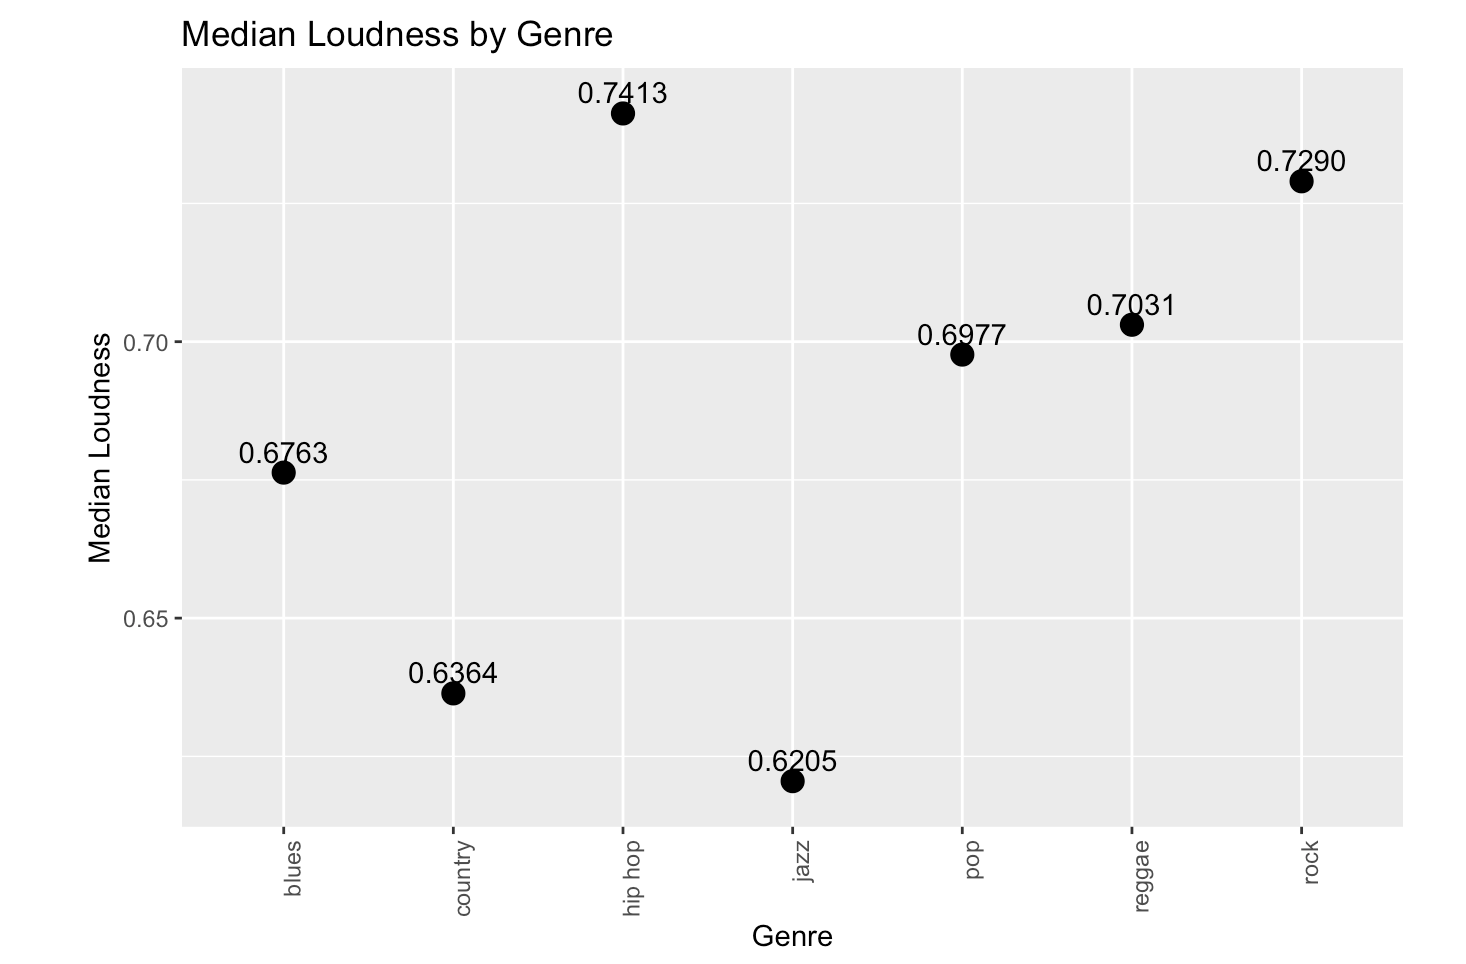 Median Loudness by Genre
0.7413
0.7290
0.7031
0.6977
0.6763
0.6364
0.6205
Median Loudness
0.70
0.65
blues
country
hip hop
jazz
pop
reggae
rock
Genre